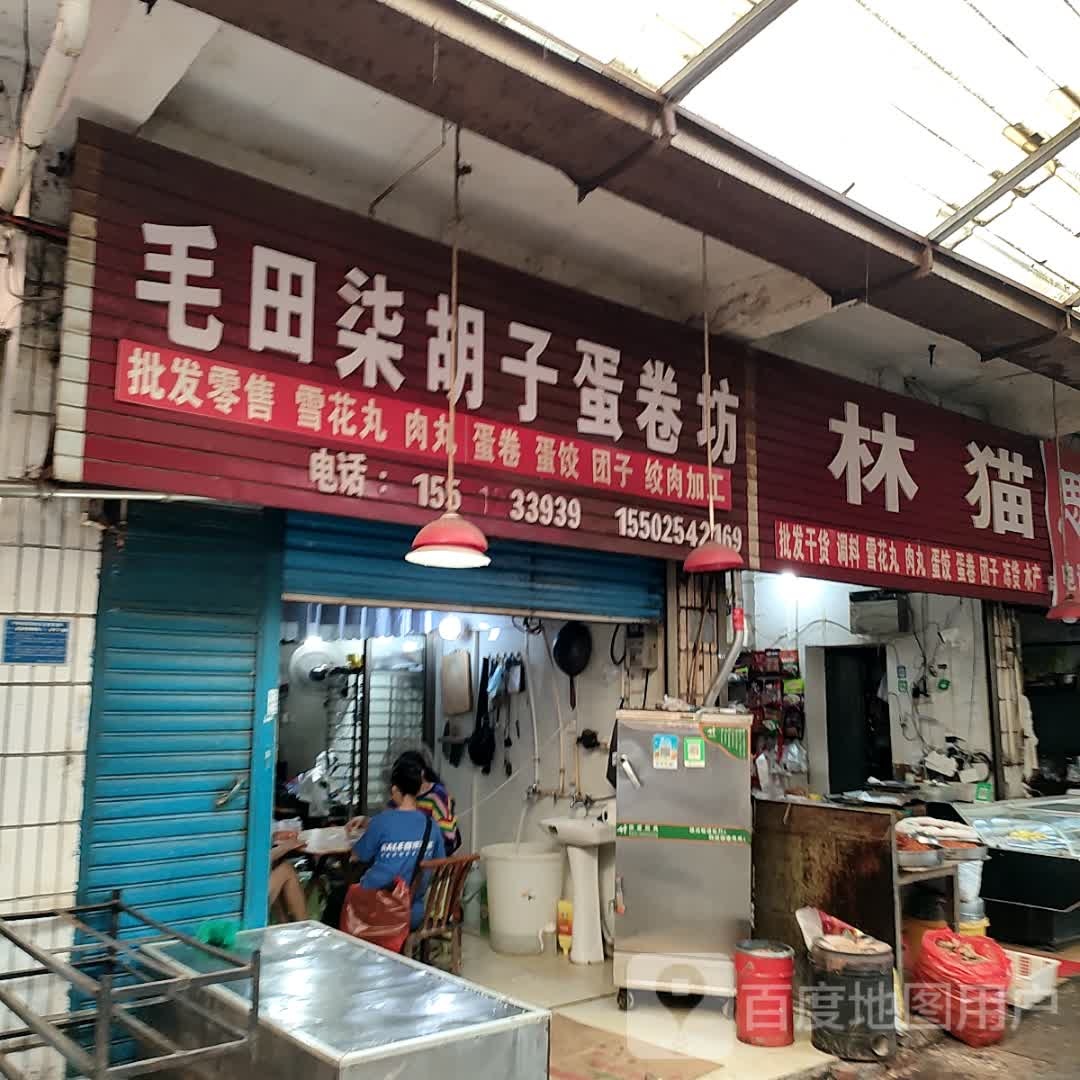 毛田柒胡子蛋卷坊
批发零售 雪花丸 肉丸 蛋卷 蛋饺 团子 绞肉加工
电话： 155 33939 15502542169
林猫
批发干货 调料 雪花丸 肉丸 蛋饺 蛋卷 团子 冻货 水产
百度地图用户